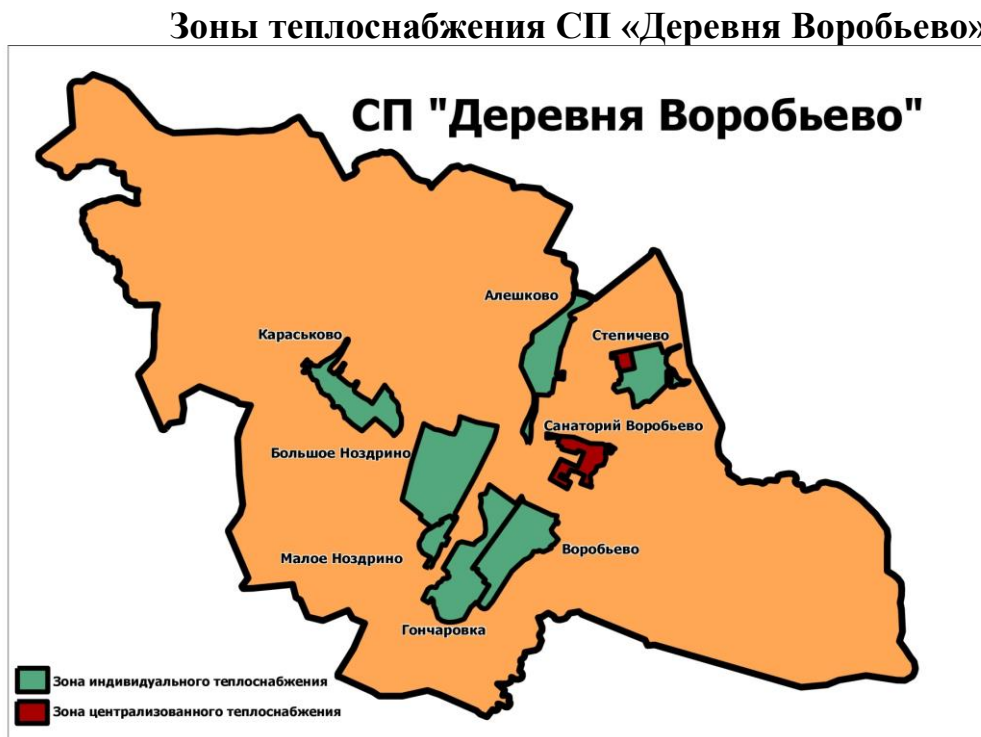 Зоны теплоснабжения СП «Деревня Воробьево»
СП "Деревня Воробьево"
Алешково
Караськово
Степичево
Санаторий Воробьево
Большое Ноздрино
Воробьево
Малое Ноздрино
Гончаровка
Зона индивидуального теплоснабжения
Зона централизованного теплоснабжения